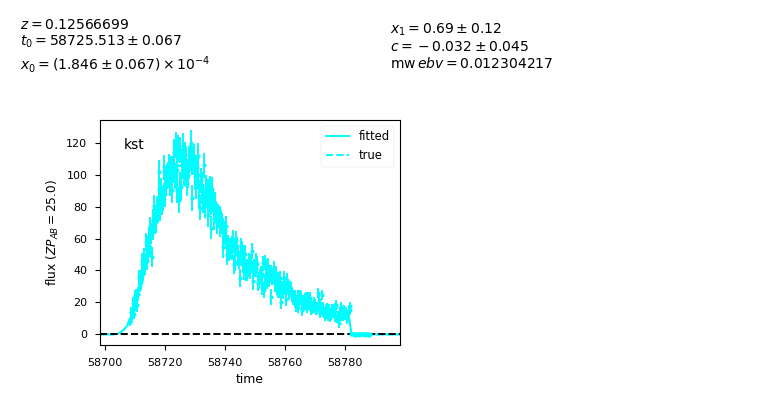 z = 0.12566699
t₀ = 58725.513 ± 0.067
x₀ = (1.846 ± 0.067) × 10⁻⁴
x₁ = 0.69 ± 0.12
c = −0.032 ± 0.045
mw ebv = 0.012304217
kst
fitted
true
flux (ZP_AB = 25.0)
120
100
80
60
40
20
0
58700 58720 58740 58760 58780
time